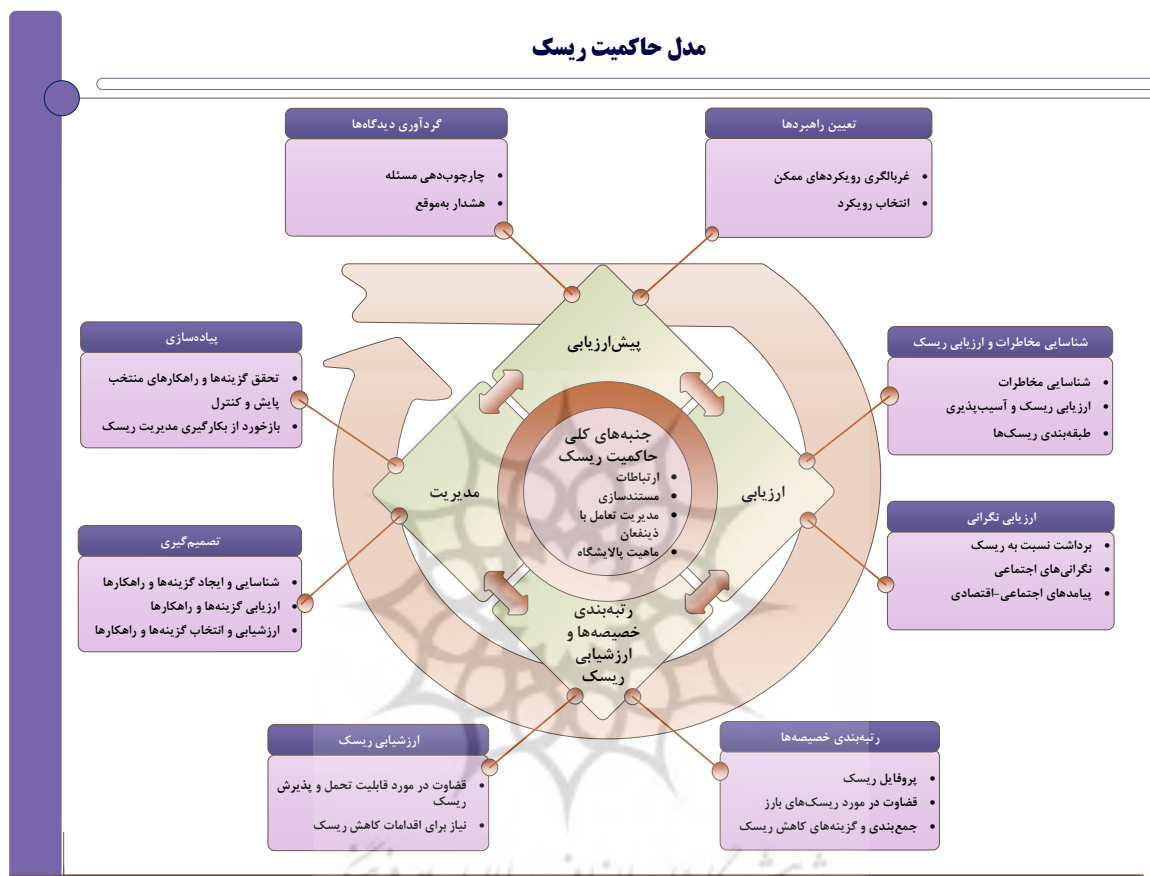 مدل حاکمیت ریسک
تعیین راهبردها
غربالگری رویکردهای ممکن
انتخاب رویکرد
گردآوری دیدگاه‌ها
چارچوب‌دهی مسئله
هشدار به‌موقع
شناسایی مخاطرات و ارزیابی ریسک
شناسایی مخاطرات
ارزیابی ریسک و آسیب‌پذیری
طبقه‌بندی ریسک‌ها
پیاده‌سازی
تحقق گزینه‌ها و راهکارهای منتخب
پایش و کنترل
بازخورد از بکارگیری مدیریت ریسک
پیش‌ارزیابی
ارزیابی
جنبه‌های کلی
حاکمیت ریسک
ارتباطات
مستندسازی
مدیریت تعامل با
ذینفعان
ماهیت پالایشگاه
مدیریت
رتبه‌بندی
خصیصه‌ها و
ارزشیابی
ریسک
ارزیابی نگرانی
برداشت نسبت به ریسک
نگرانی‌های اجتماعی
پیامدهای اجتماعی-اقتصادی
تصمیم‌گیری
شناسایی و ایجاد گزینه‌ها و راهکارها
ارزیابی گزینه‌ها و راهکارها
ارزشیابی و انتخاب گزینه‌ها و راهکارها
رتبه‌بندی خصیصه‌ها
پروفایل ریسک
قضاوت در مورد ریسک‌های بارز
جمع‌بندی و گزینه‌های کاهش ریسک
ارزشیابی ریسک
قضاوت در مورد قابلیت تحمل و پذیرش
ریسک
نیاز برای اقدامات کاهش ریسک